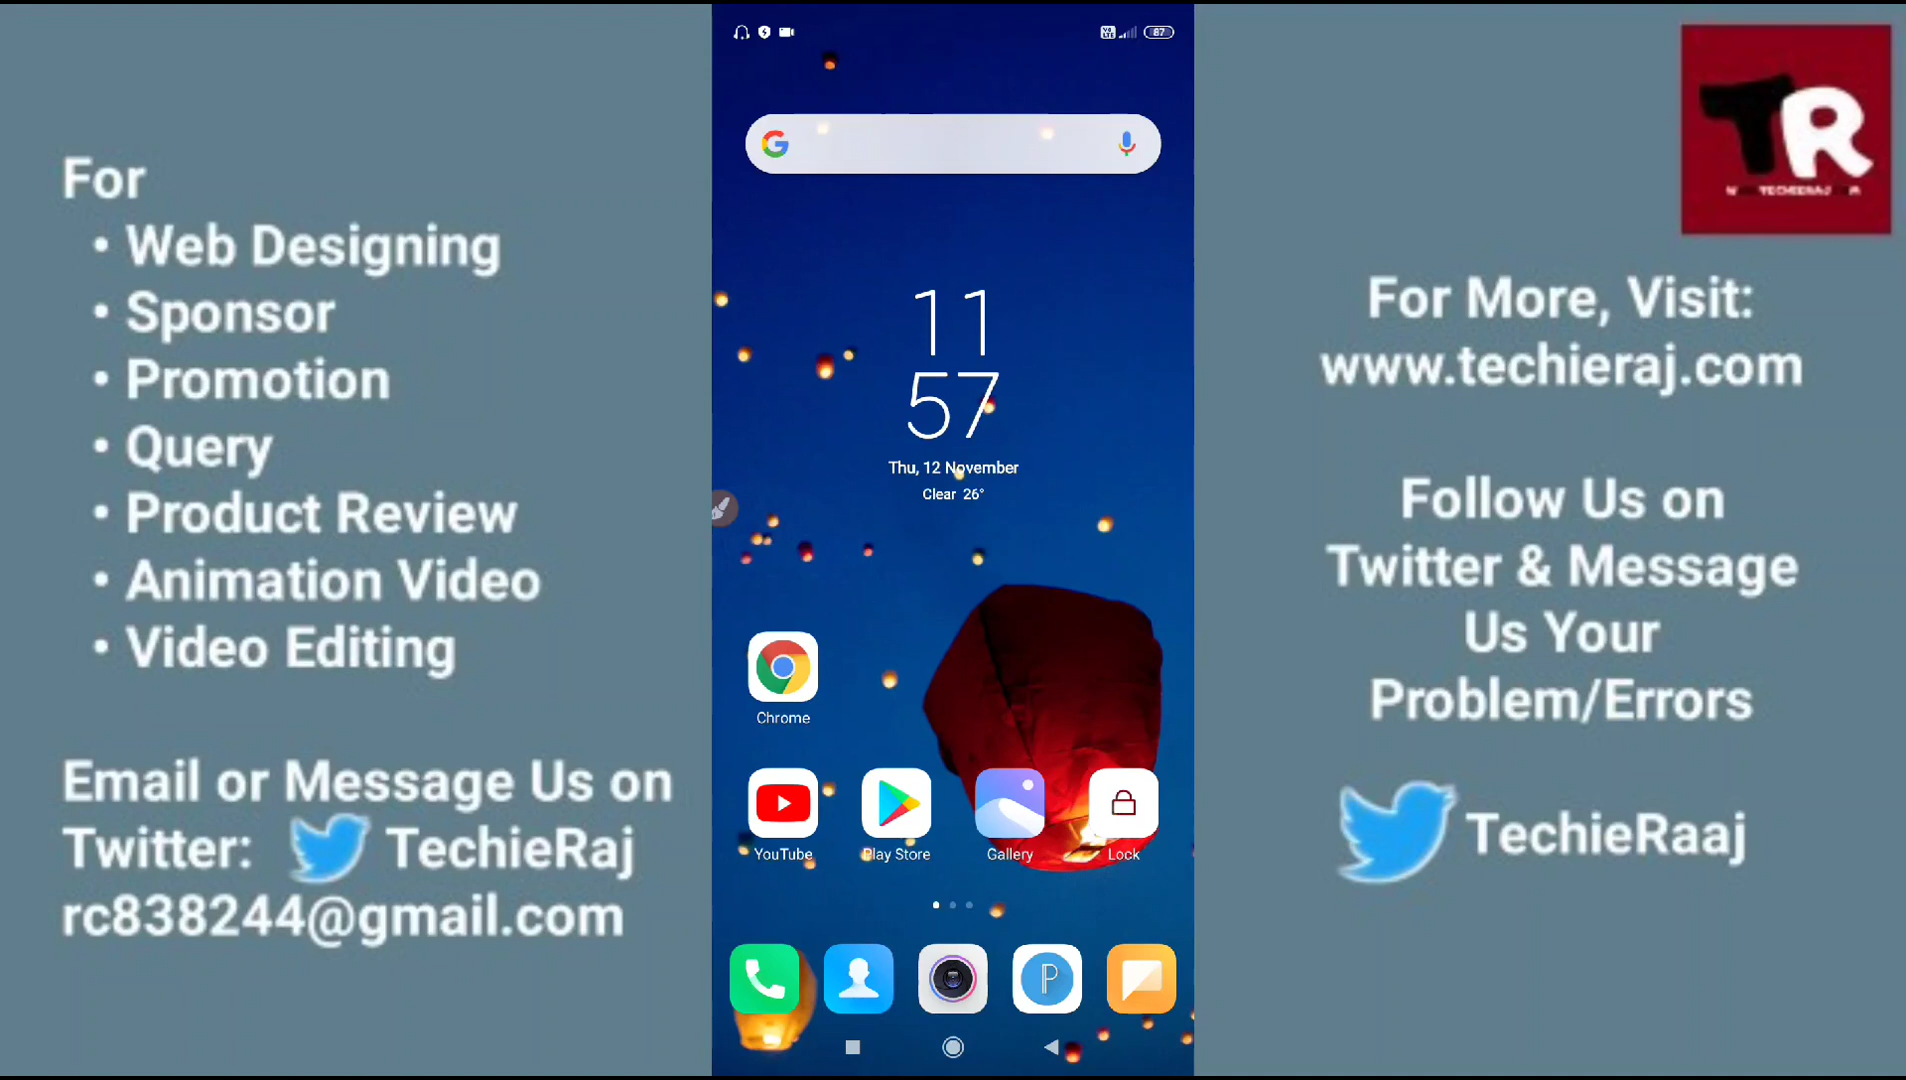 For
• Web Designing
• Sponsor
• Promotion
• Query
• Product Review
• Animation Video
• Video Editing
Email or Message Us on
Twitter: TechieRaj
rc838244@gmail.com
87
11
57
Thu, 12 November
Clear 26°
Chrome
YouTube
Play Store
Gallery
Lock
TR
For More, Visit:
www.techieraj.com
Follow Us on
Twitter & Message
Us Your
Problem/Errors
TechieRaaj